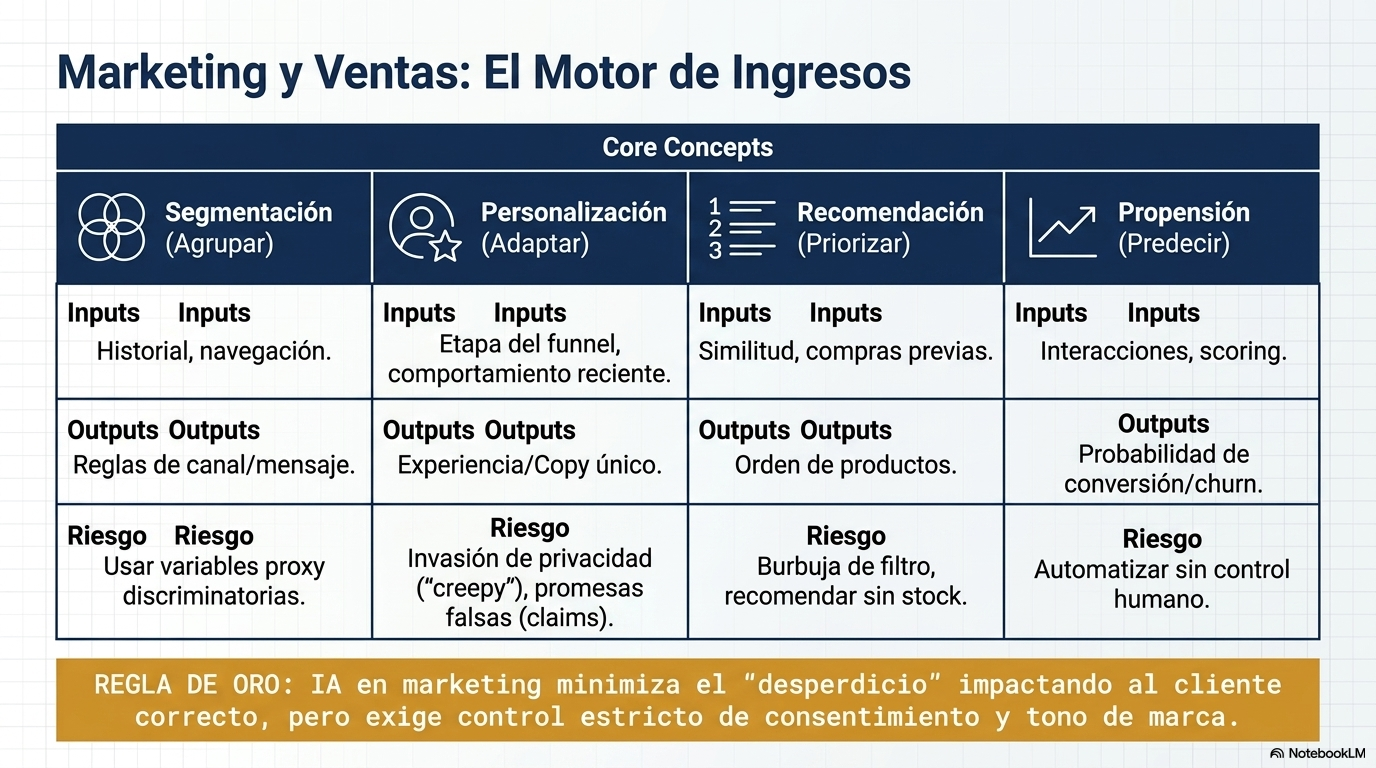 Marketing y Ventas: El Motor de Ingresos
Core Concepts
Segmentación
(Agrupar)
Personalización
(Adaptar)
1
2
3
Recomendación
(Priorizar)
Propensión
(Predecir)
Inputs Inputs
Historial, navegación.
Inputs Inputs
Etapa del funnel,
comportamiento reciente.
Inputs Inputs
Similitud, compras previas.
Inputs Inputs
Interacciones, scoring.
Outputs Outputs
Reglas de canal/mensaje.
Outputs Outputs
Experiencia/Copy único.
Outputs Outputs
Orden de productos.
Outputs
Probabilidad de
conversión/churn.
Riesgo Riesgo
Usar variables proxy
discriminatorias.
Riesgo
Invasión de privacidad
(“creepy”), promesas
falsas (claims).
Riesgo
Burbuja de filtro,
recomendar sin stock.
Riesgo
Automatizar sin control
humano.
REGLA DE ORO: IA en marketing minimiza el “desperdicio” impactando al cliente
correcto, pero exige control estricto de consentimiento y tono de marca.
NotebookLM